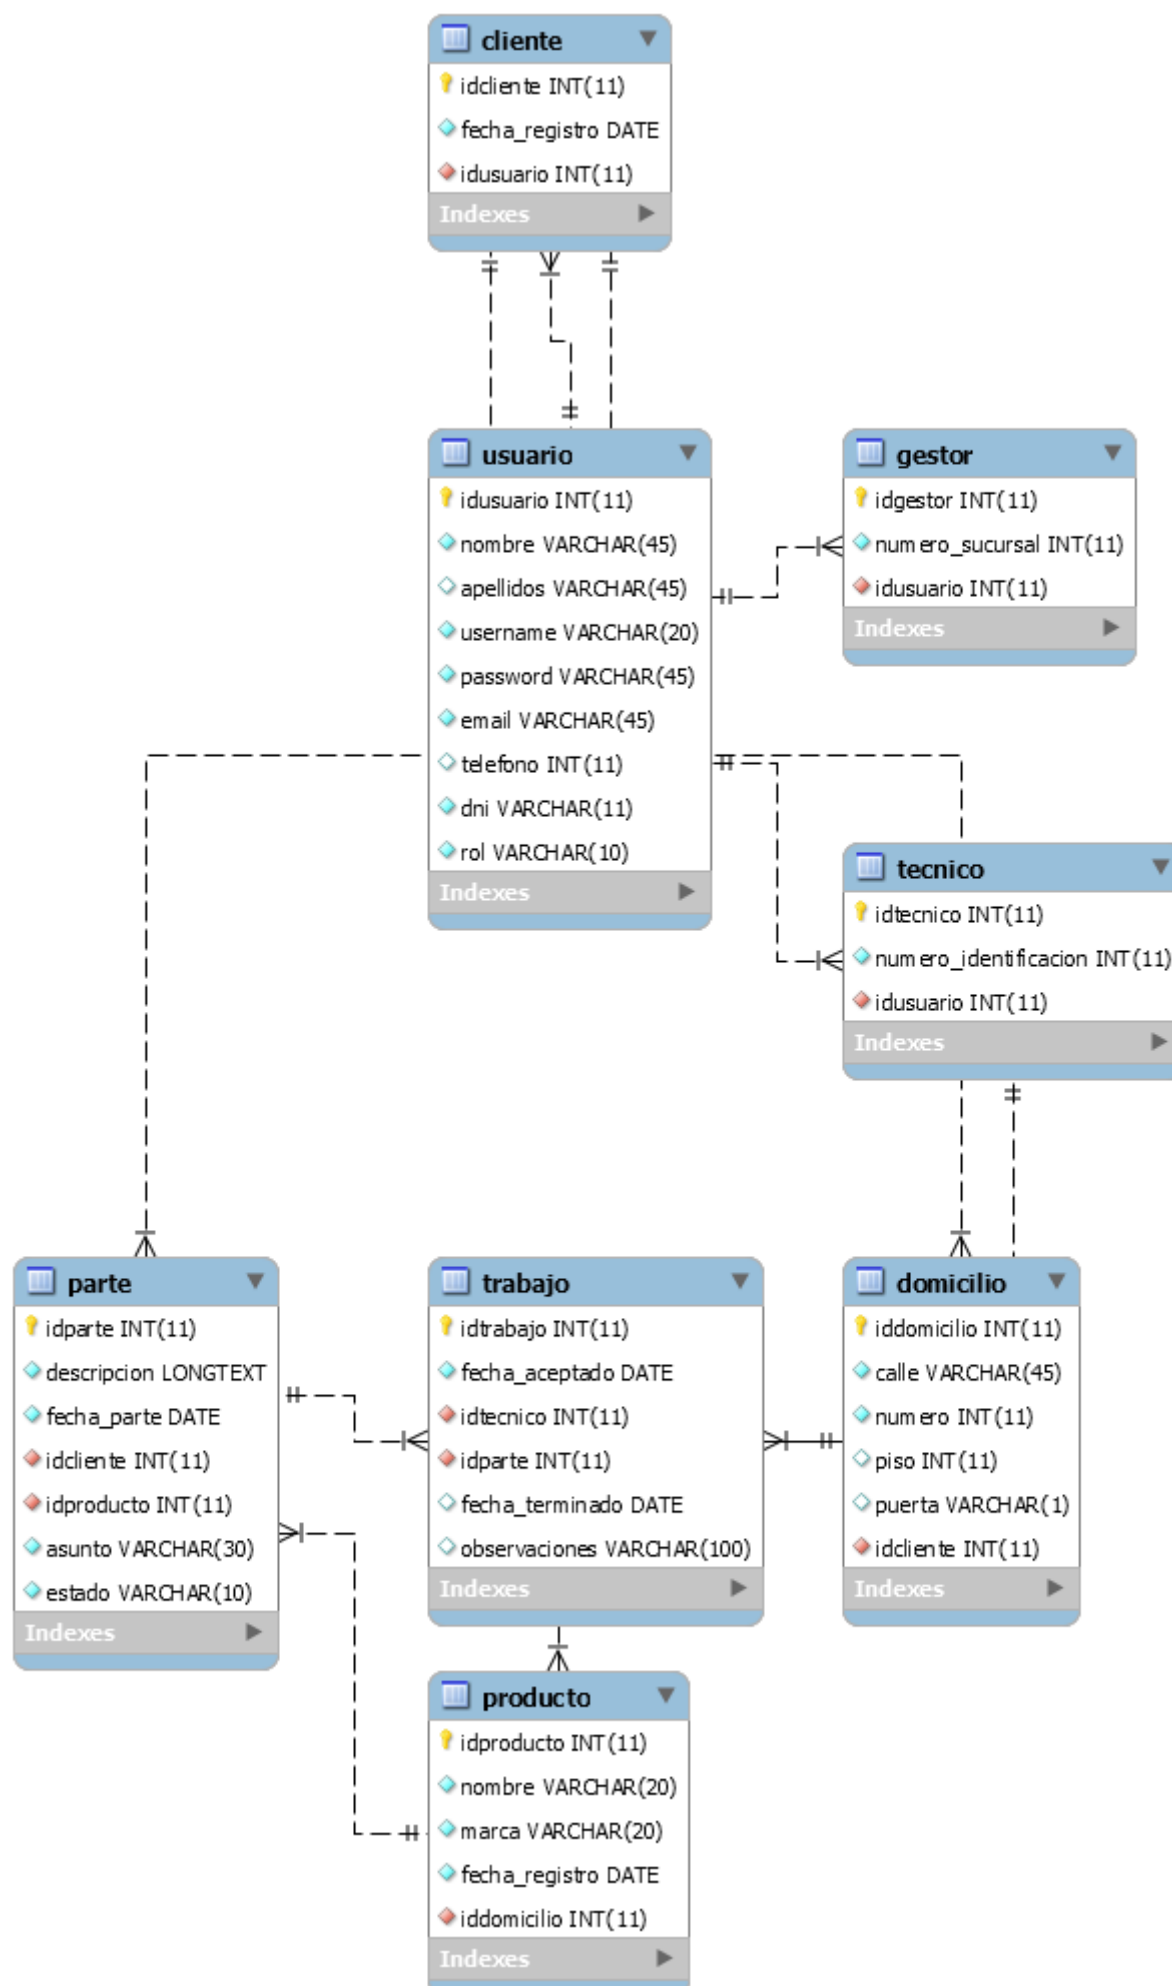 cliente
idcliente INT(11)
fecha_registro DATE
idusuario INT(11)
Indexes
usuario
idusuario INT(11)
nombre VARCHAR(45)
apellidos VARCHAR(45)
username VARCHAR(20)
password VARCHAR(45)
email VARCHAR(45)
telefono INT(11)
dni VARCHAR(11)
rol VARCHAR(10)
Indexes
gestor
idgestor INT(11)
numero_sucursal INT(11)
idusuario INT(11)
Indexes
tecnico
idtecnico INT(11)
numero_identificacion INT(11)
idusuario INT(11)
Indexes
parte
idparte INT(11)
descripcion LONGTEXT
fecha_parte DATE
idcliente INT(11)
idproducto INT(11)
asunto VARCHAR(30)
estado VARCHAR(10)
Indexes
trabajo
idtrabajo INT(11)
fecha_aceptado DATE
idtecnico INT(11)
idparte INT(11)
fecha_terminado DATE
observaciones VARCHAR(100)
Indexes
domicilio
iddomicilio INT(11)
calle VARCHAR(45)
numero INT(11)
piso INT(11)
puerta VARCHAR(1)
idcliente INT(11)
Indexes
producto
idproducto INT(11)
nombre VARCHAR(20)
marca VARCHAR(20)
fecha_registro DATE
iddomicilio INT(11)
Indexes